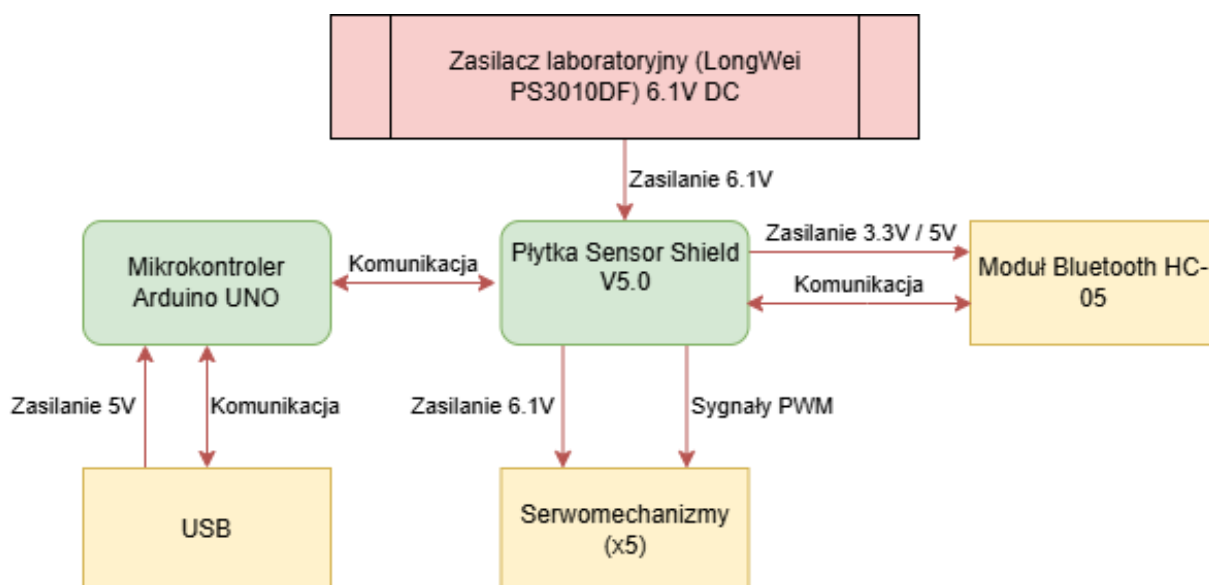 Zasilacz laboratoryjny (LongWei
PS3010DF) 6.1V DC
Zasilanie 6.1V
Mikrokontroler
Arduino UNO
Komunikacja
Płytka Sensor Shield
V5.0
Zasilanie 3.3V / 5V
Komunikacja
Moduł Bluetooth HC-
05
Zasilanie 5V
Komunikacja
Zasilanie 6.1V
Sygnały PWM
USB
Serwomechanizmy
(x5)